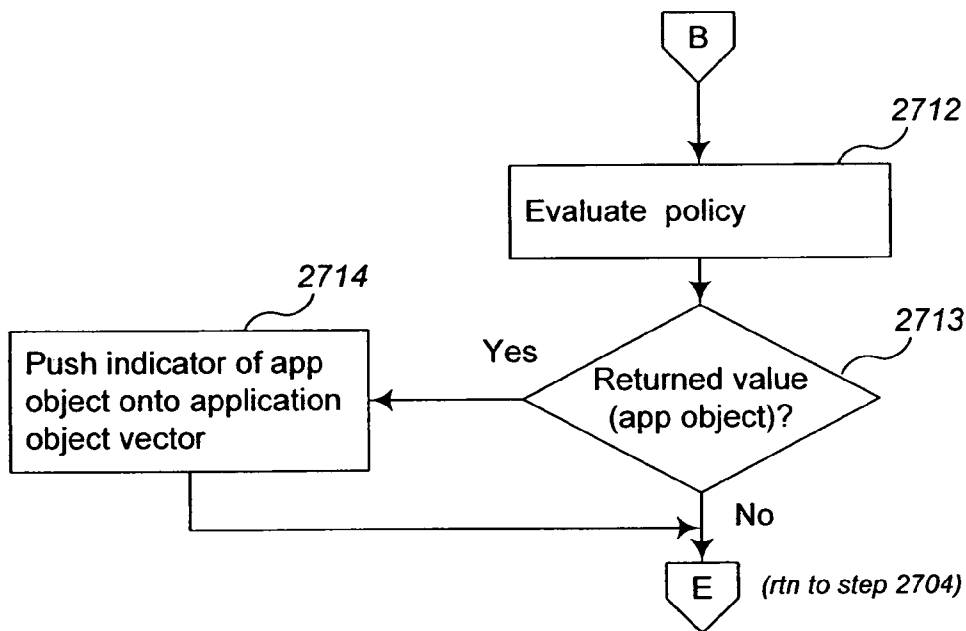 B
2712
Evaluate policy
2714
Push indicator of app
object onto application
object vector
Yes
2713
Returned value
(app object)?
No
E
(rtn to step 2704)